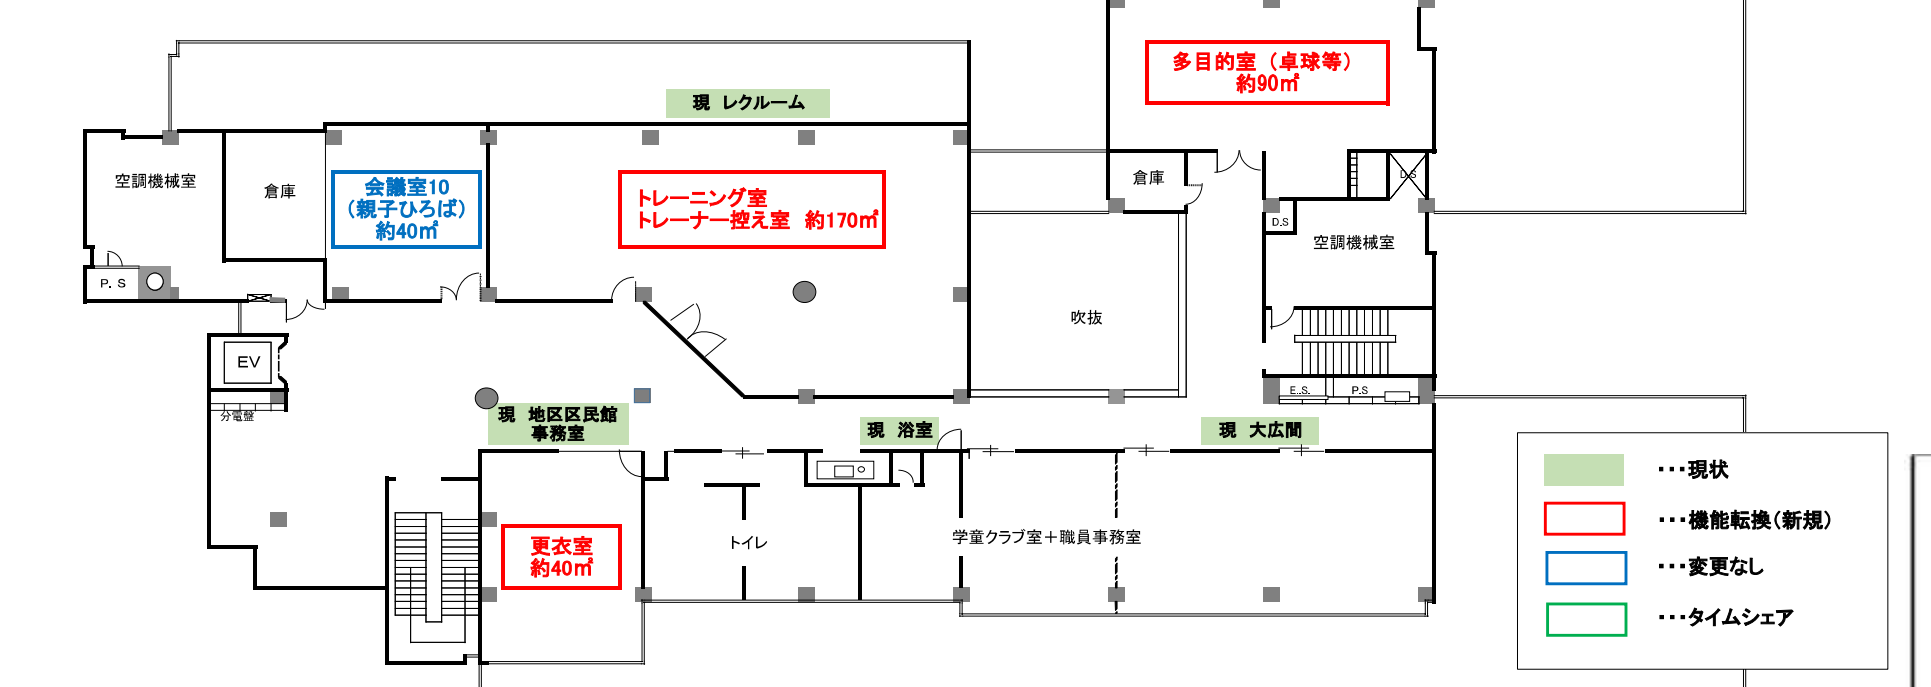 多目的室（卓球等）
約90㎡
現　レクルーム
空調機械室
倉庫
会議室10
（親子ひろば）
約40㎡
トレーニング室
トレーナー控え室　約170㎡
倉庫
D.S
D.S
空調機械室
P. S
吹抜
EV
分電盤
E.S.
P.S
現　地区区民館
事務室
現　浴室
現　大広間
更衣室
約40㎡
トイレ
学童クラブ室＋職員事務室
･･･現状
･･･機能転換(新規)
･･･変更なし
･･･タイムシェア